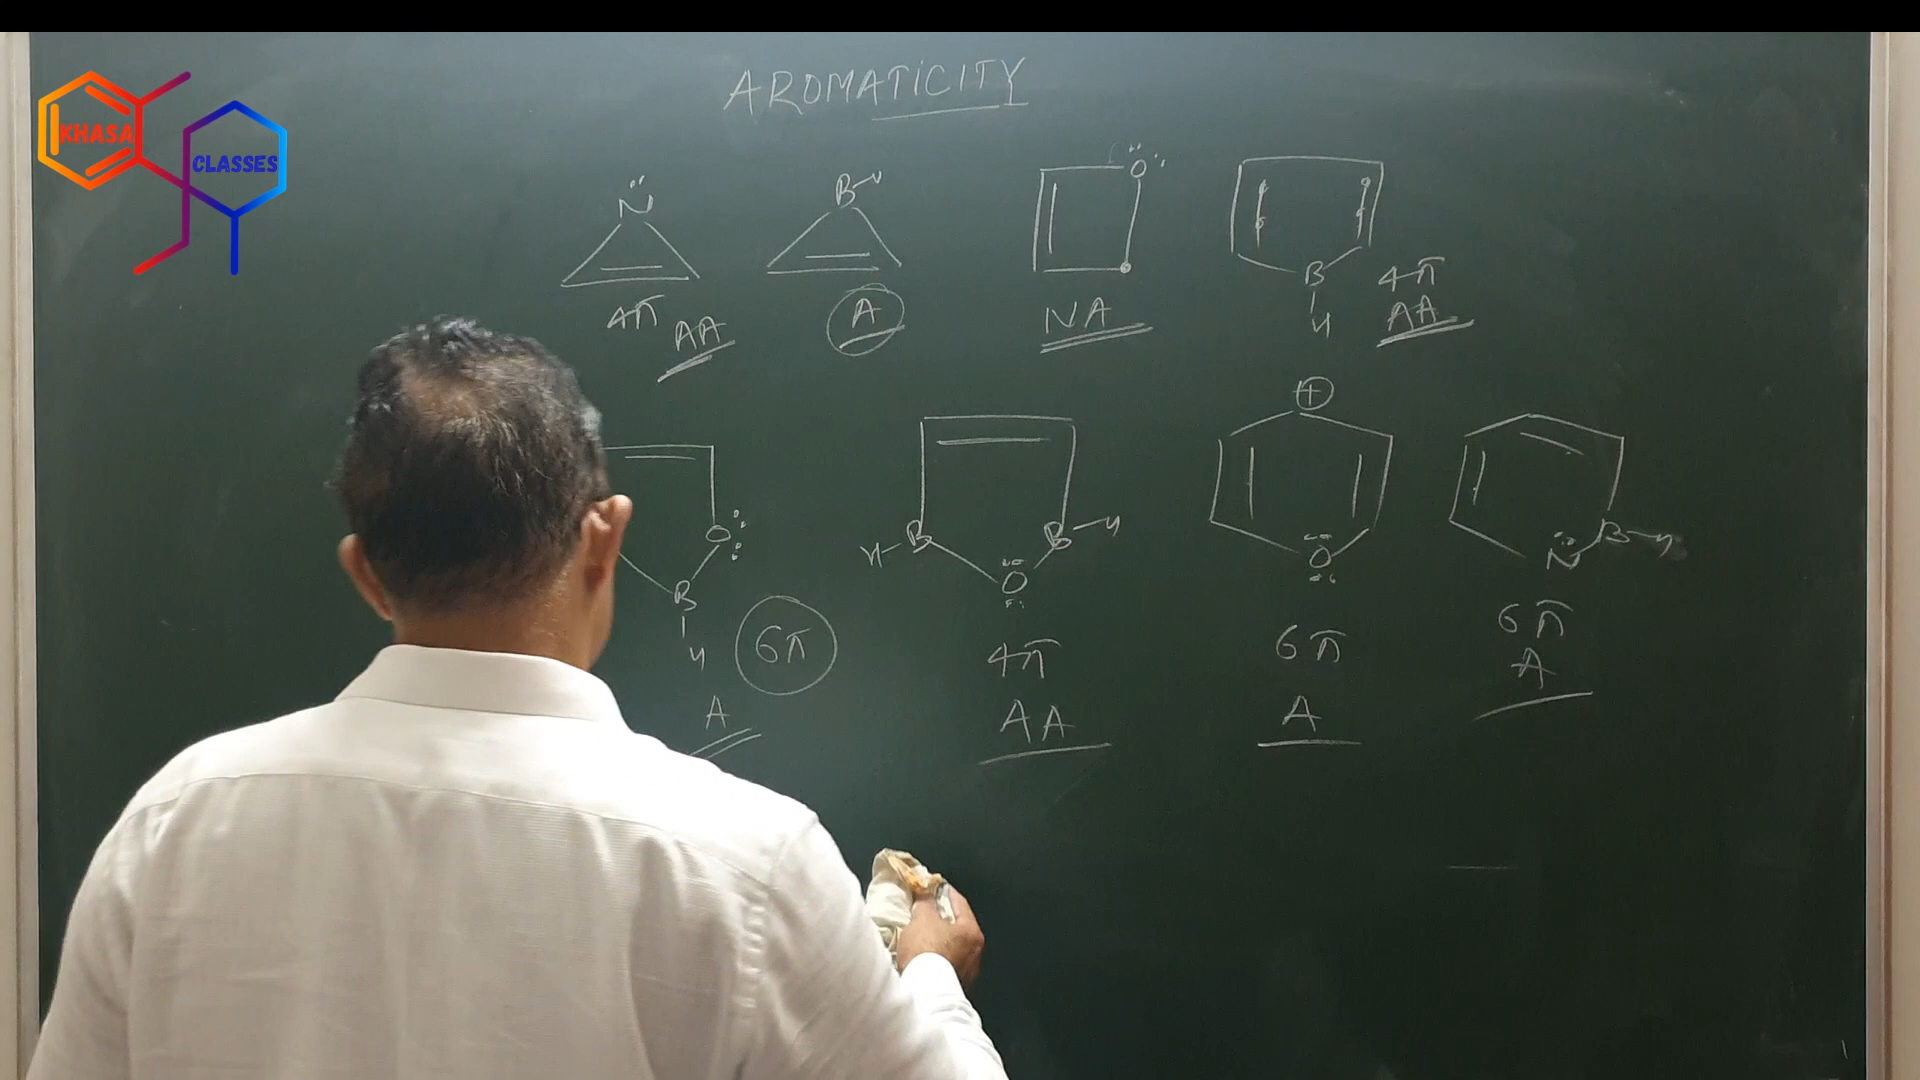 AROMATICITY
KHASA
CLASSES
N
B-H
O
B
H
4π
AA
A
NA
4π
AA
O
B
H
6π
A
H-B
B-H
O
4π
AA
⊕
O
6π
A
N
B-H
6π
A